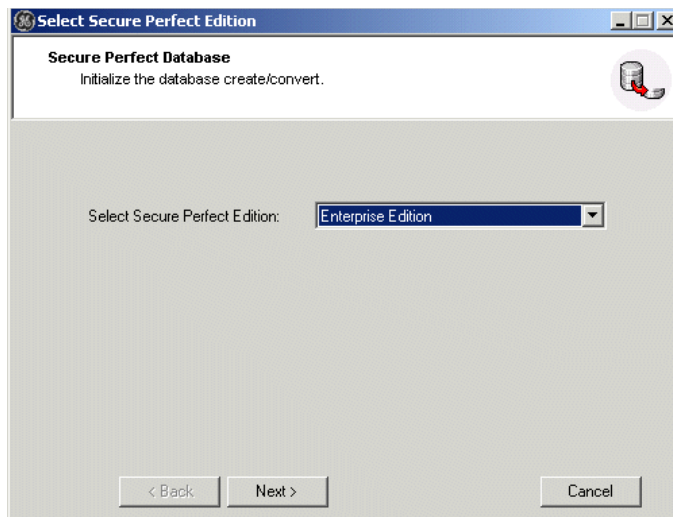 Select Secure Perfect Edition
Secure Perfect Database
Initialize the database create/convert.
Select Secure Perfect Edition: Enterprise Edition
< Back Next > Cancel